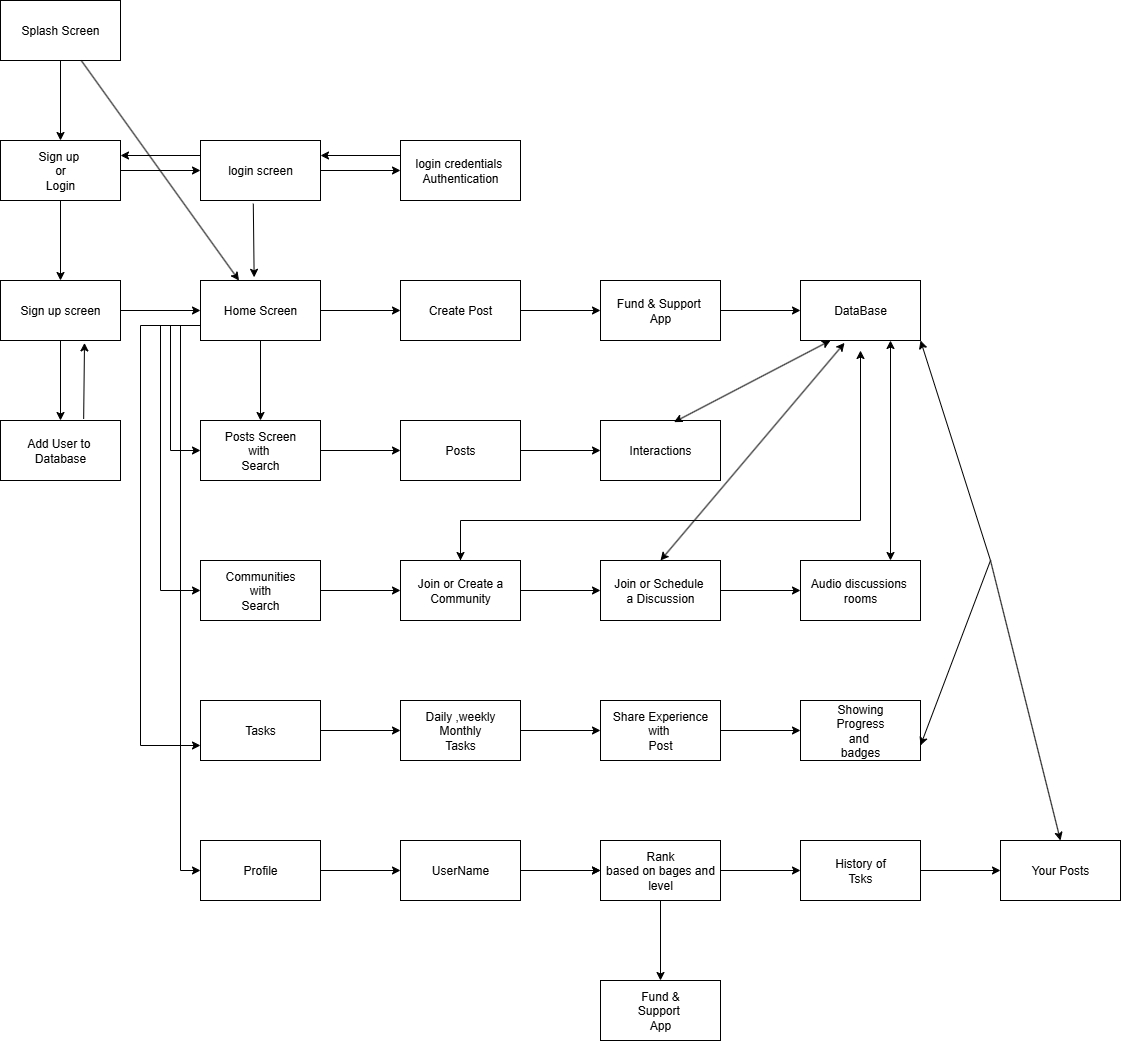 Splash Screen
Sign up
or
Login
login screen
login credentials
Authentication
Sign up screen
Home Screen
Create Post
Fund & Support
App
DataBase
Add User to
Database
Posts Screen
with
Search
Posts
Interactions
Communities
with
Search
Join or Create a
Community
Join or Schedule
a Discussion
Audio discussions
rooms
Tasks
Daily ,weekly
Monthly
Tasks
Share Experience
with
Post
Showing
Progress
and
badges
Profile
UserName
Rank
based on bages and
level
History of
Tsks
Your Posts
Fund &
Support
App